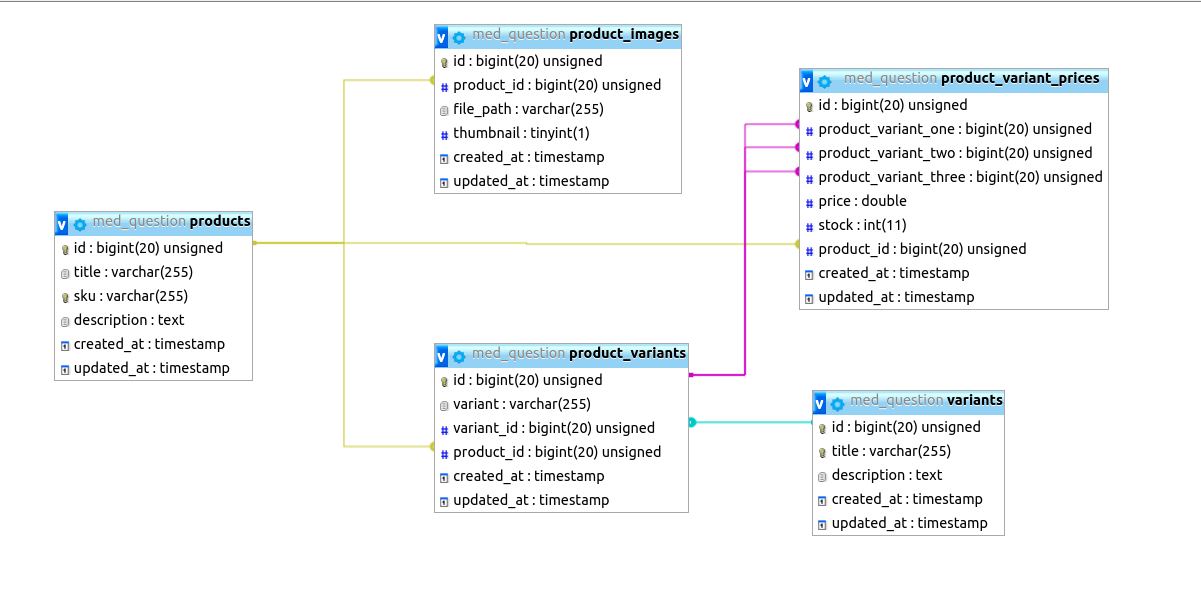 v med_question product_images
id : bigint(20) unsigned
# product_id : bigint(20) unsigned
file_path : varchar(255)
# thumbnail : tinyint(1)
created_at : timestamp
updated_at : timestamp
v med_question product_variant_prices
id : bigint(20) unsigned
# product_variant_one : bigint(20) unsigned
# product_variant_two : bigint(20) unsigned
# product_variant_three : bigint(20) unsigned
# price : double
# stock : int(11)
# product_id : bigint(20) unsigned
created_at : timestamp
updated_at : timestamp
v med_question products
id : bigint(20) unsigned
title : varchar(255)
sku : varchar(255)
description : text
created_at : timestamp
updated_at : timestamp
v med_question product_variants
id : bigint(20) unsigned
variant : varchar(255)
# variant_id : bigint(20) unsigned
# product_id : bigint(20) unsigned
created_at : timestamp
updated_at : timestamp
v med_question variants
id : bigint(20) unsigned
title : varchar(255)
description : text
created_at : timestamp
updated_at : timestamp